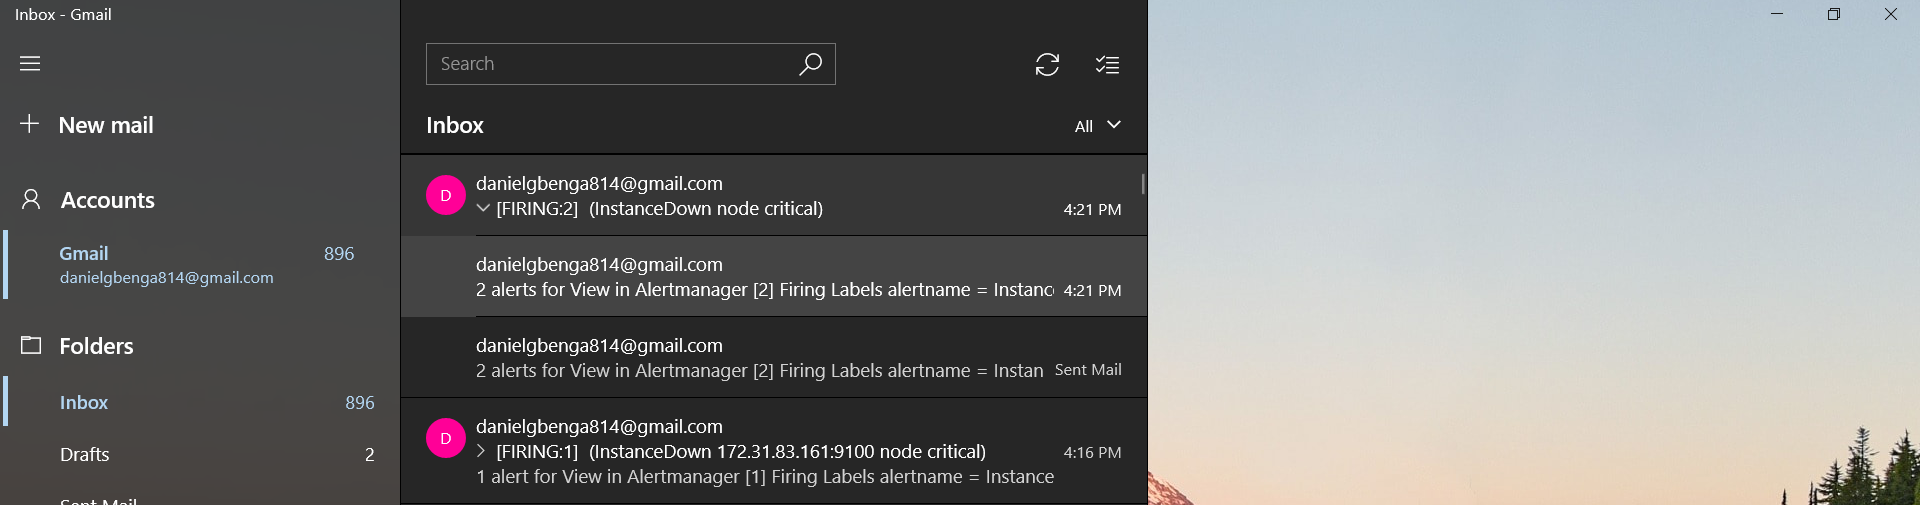 Inbox - Gmail
Search
New mail
Inbox
All
Accounts
Gmail 896
danielgbenga814@gmail.com
Folders
Inbox 896
Drafts 2
Sent Mail
danielgbenga814@gmail.com
D
[FIRING:2] (InstanceDown node critical) 4:21 PM
danielgbenga814@gmail.com
2 alerts for View in Alertmanager [2] Firing Labels alertname = Instanc 4:21 PM
danielgbenga814@gmail.com
2 alerts for View in Alertmanager [2] Firing Labels alertname = Instan Sent Mail
danielgbenga814@gmail.com
D
[FIRING:1] (InstanceDown 172.31.83.161:9100 node critical) 4:16 PM
1 alert for View in Alertmanager [1] Firing Labels alertname = Instance